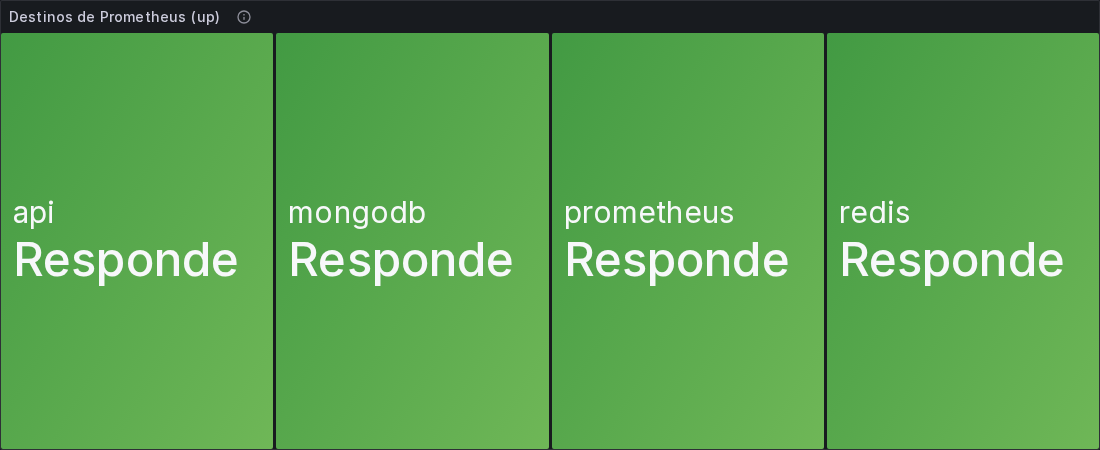 Destinos de Prometheus (up)
api
Responde
mongodb
Responde
prometheus
Responde
redis
Responde